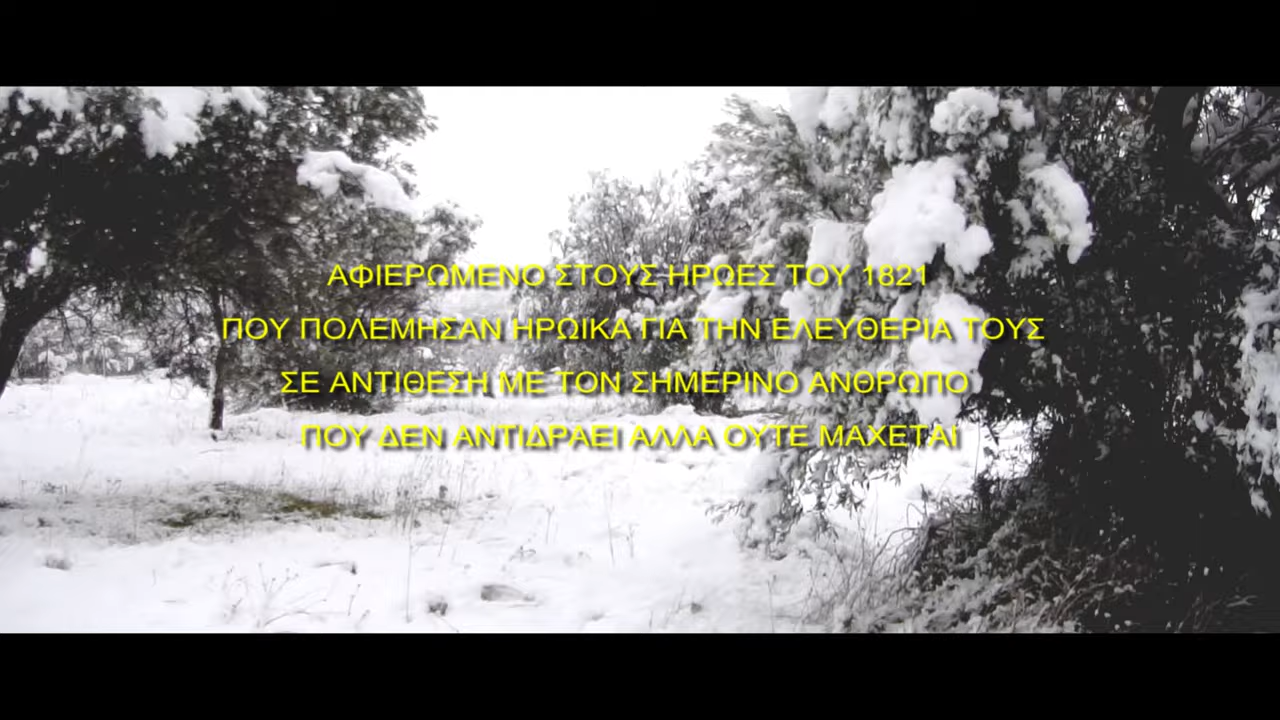 ΑΦΙΕΡΩΜΕΝΟ ΣΤΟΥΣ ΗΡΩΕΣ ΤΟΥ 1821
ΠΟΥ ΠΟΛΕΜΗΣΑΝ ΗΡΩΙΚΑ ΓΙΑ ΤΗΝ ΕΛΕΥΘΕΡΙΑ ΤΟΥΣ
ΣΕ ΑΝΤΙΘΕΣΗ ΜΕ ΤΟΝ ΣΗΜΕΡΙΝΟ ΑΝΘΡΩΠΟ
ΠΟΥ ΔΕΝ ΑΝΤΙΔΡΑΕΙ ΑΛΛΑ ΟΥΤΕ ΜΑΧΕΤΑΙ